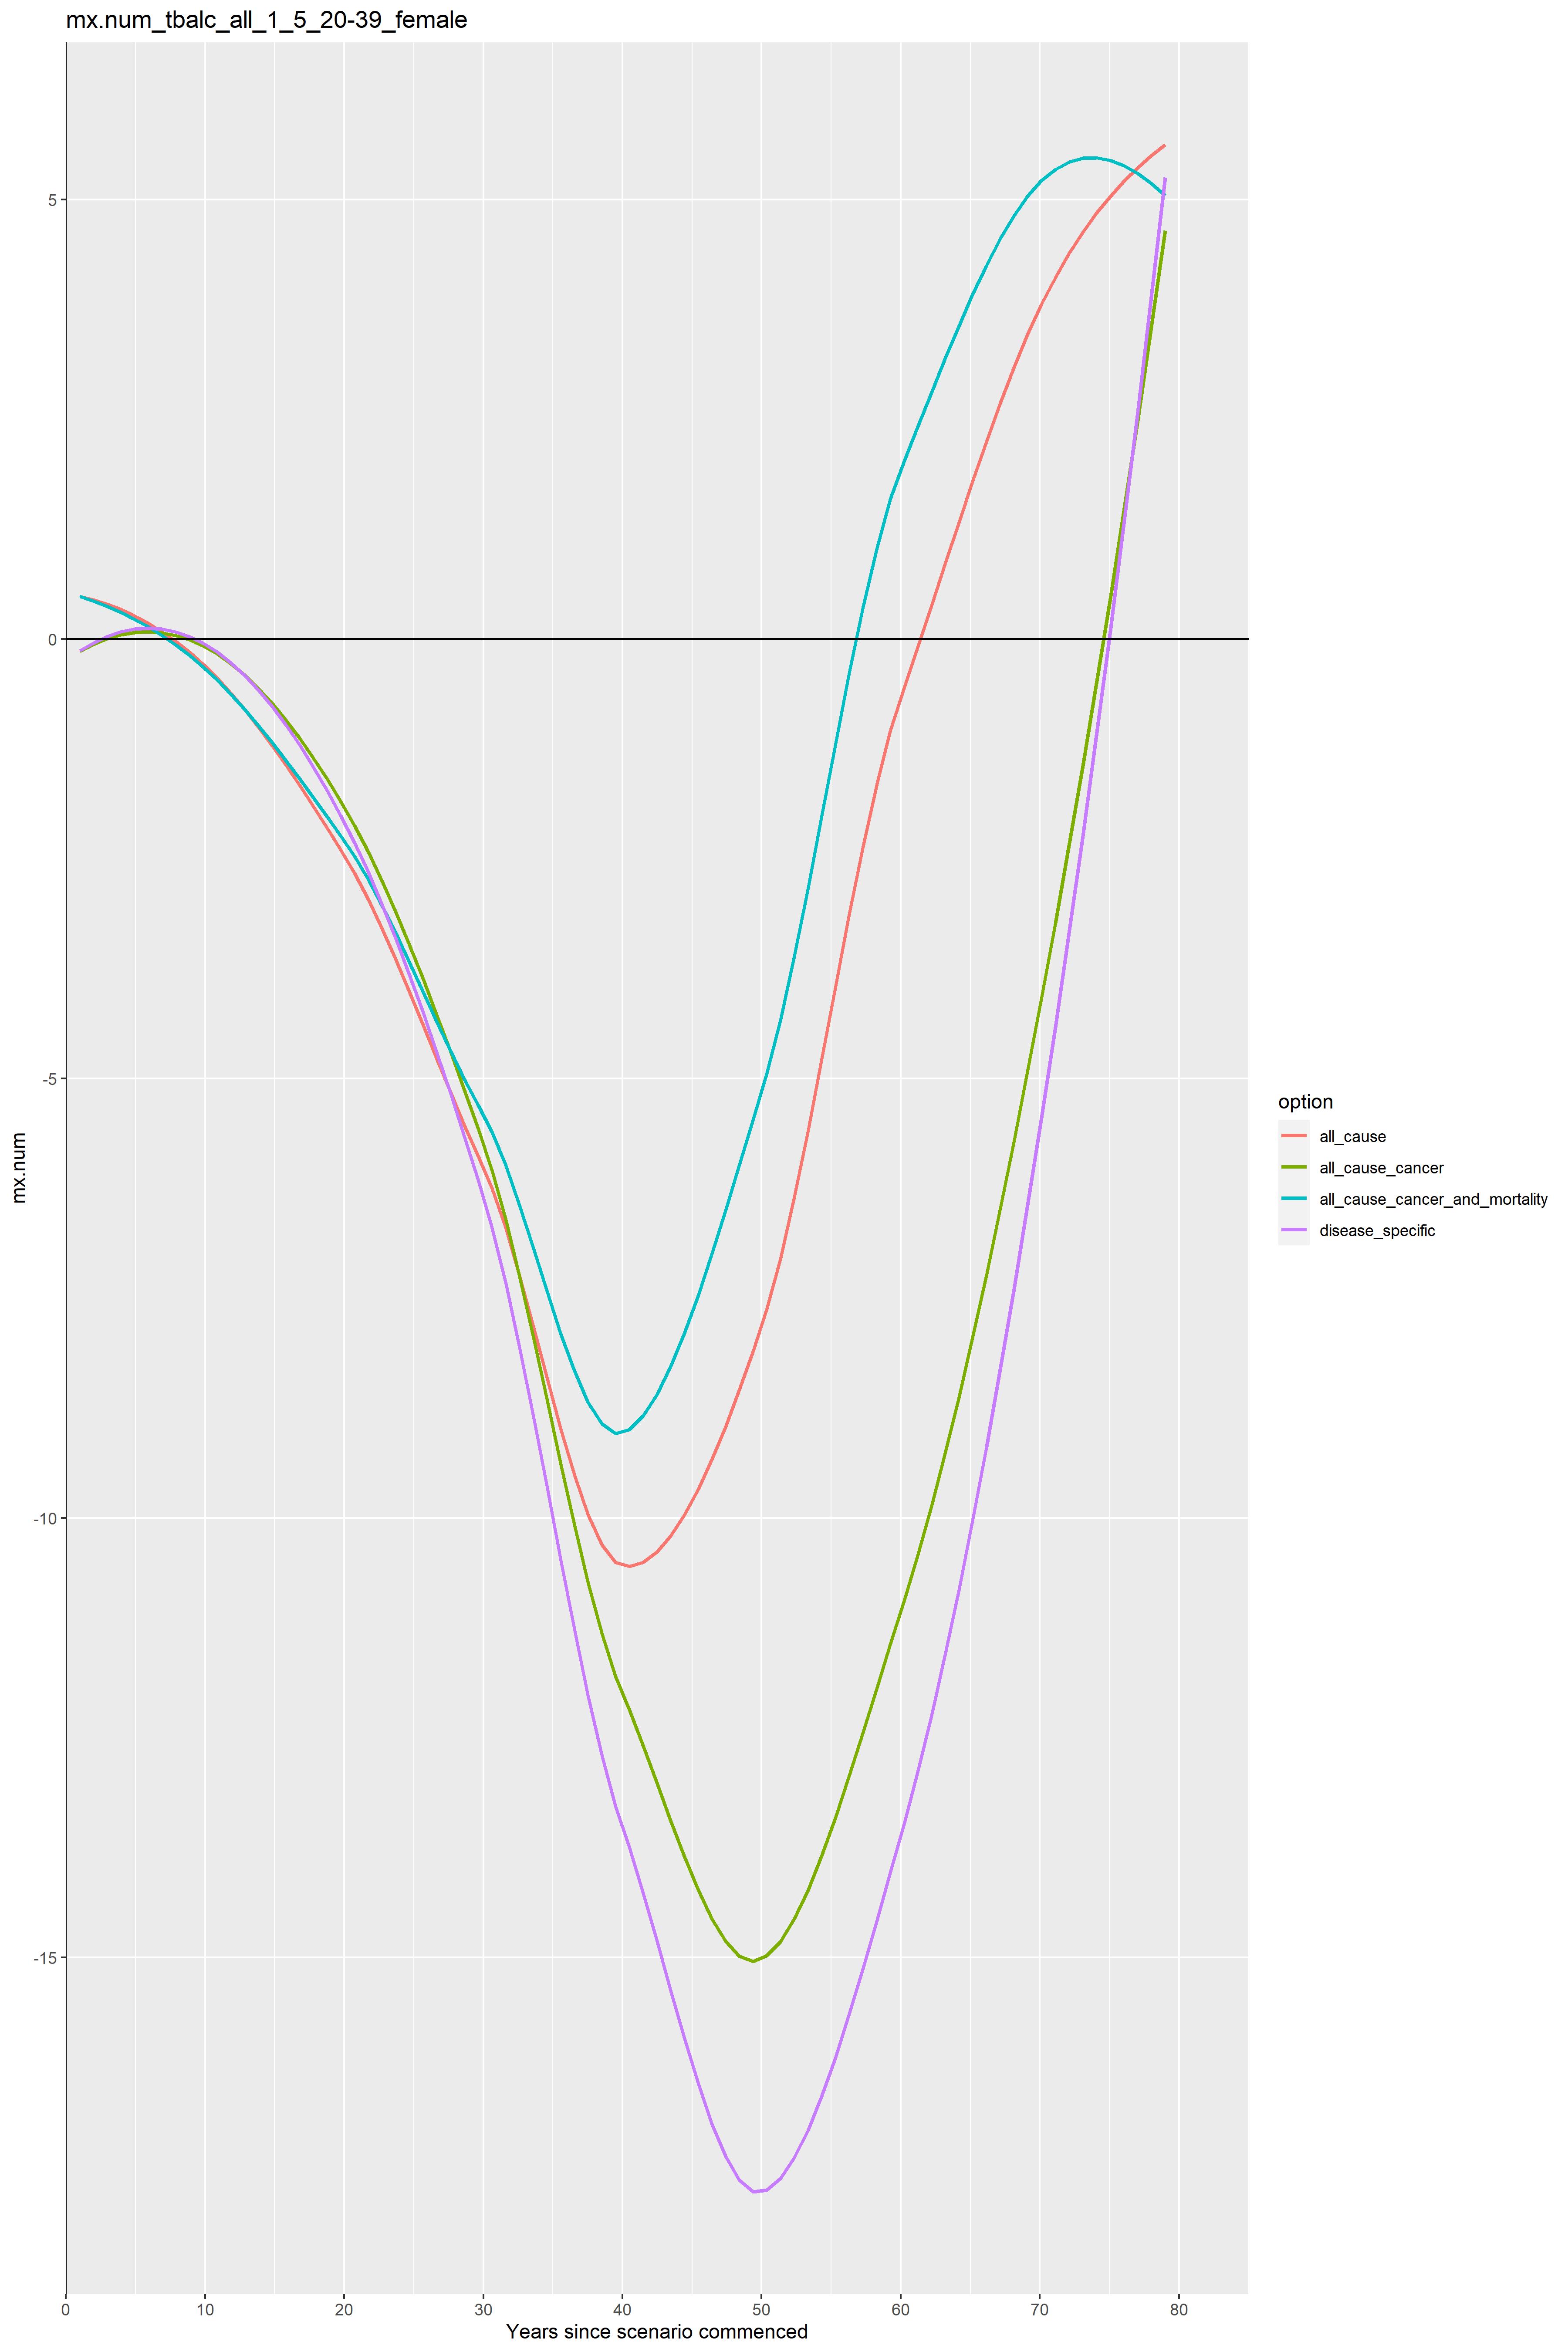 mx.num_tbalc_all_1_5_20-39_female
mx.num
5
0
-5
-10
-15
0 10 20 30 40 50 60 70 80
Years since scenario commenced
option
all_cause
all_cause_cancer
all_cause_cancer_and_mortality
disease_specific